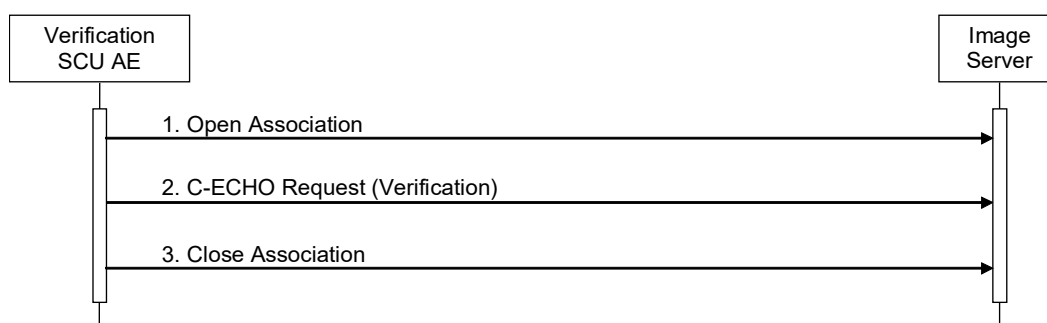 Verification
SCU AE
Image
Server
1. Open Association
2. C-ECHO Request (Verification)
3. Close Association